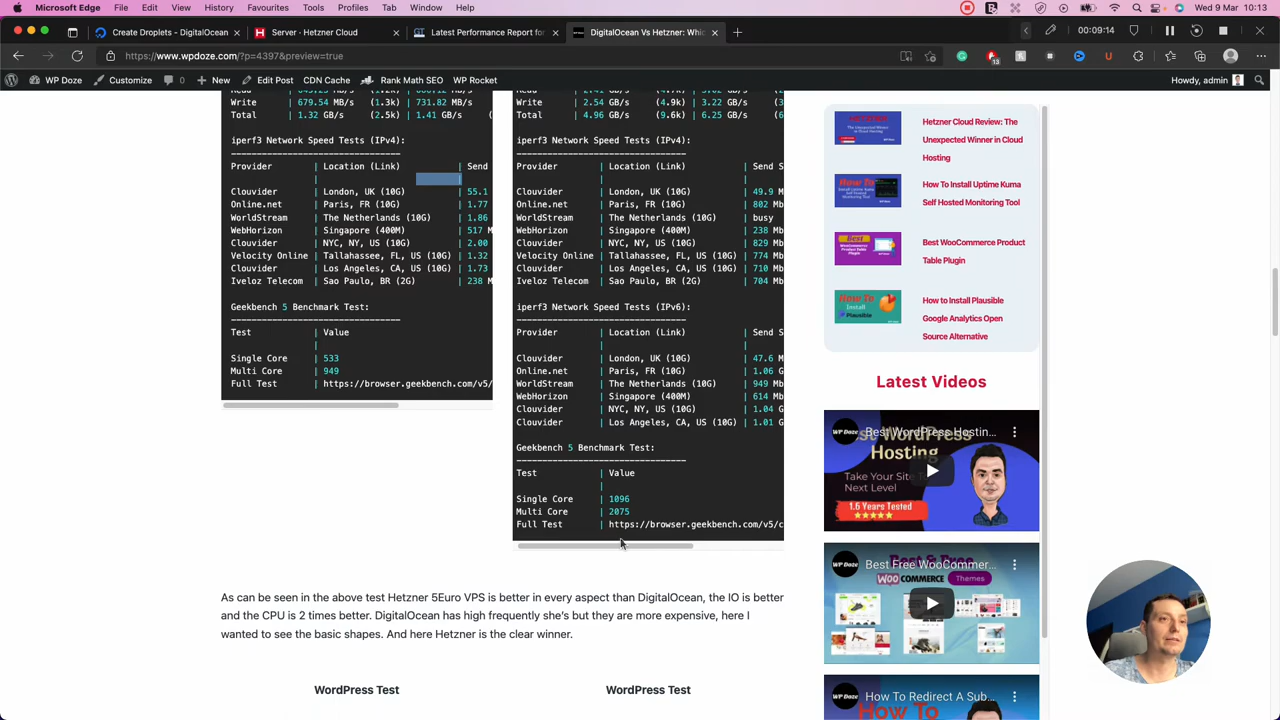 Microsoft Edge File Edit View History Favourites Tools Profiles Tab Window Help
Wed 4 May 10:13
Create Droplets - DigitalOcean
Server · Hetzner Cloud
Latest Performance Report for
DigitalOcean Vs Hetzner: Whic
00:09:14
https://www.wpdoze.com/?p=4397&preview=true
13
WP Doze Customize 0 New Edit Post CDN Cache Rank Math SEO WP Rocket Howdy, admin
Write | 679.54 MB/s (1.3k) | 731.82 MB/s
Total | 1.32 GB/s (2.5k) | 1.41 GB/s (
iperf3 Network Speed Tests (IPv4):
---------------------------------
Provider | Location (Link) | Send
| |
Clouvider | London, UK (10G) | 55.1
Online.net | Paris, FR (10G) | 1.77
WorldStream | The Netherlands (10G) | 1.86
WebHorizon | Singapore (400M) | 517
Clouvider | NYC, NY, US (10G) | 2.00
Velocity Online | Tallahassee, FL, US (10G) | 1.32
Clouvider | Los Angeles, CA, US (10G) | 1.73
Iveloz Telecom | Sao Paulo, BR (2G) | 238 M
Geekbench 5 Benchmark Test:
---------------------------------
Test | Value
|
Single Core | 533
Multi Core | 949
Full Test | https://browser.geekbench.com/v5/
Write | 2.54 GB/s (4.9k) | 3.22 GB/s (
Total | 4.96 GB/s (9.6k) | 6.25 GB/s (
iperf3 Network Speed Tests (IPv4):
---------------------------------
Provider | Location (Link) | Send S
| |
Clouvider | London, UK (10G) | 49.9 M
Online.net | Paris, FR (10G) | 802 Mb
WorldStream | The Netherlands (10G) | busy
WebHorizon | Singapore (400M) | 238 Mb
Clouvider | NYC, NY, US (10G) | 829 Mb
Velocity Online | Tallahassee, FL, US (10G) | 774 Mb
Clouvider | Los Angeles, CA, US (10G) | 710 Mb
Iveloz Telecom | Sao Paulo, BR (2G) | 704 Mb
iperf3 Network Speed Tests (IPv6):
---------------------------------
Provider | Location (Link) | Send S
| |
Clouvider | London, UK (10G) | 47.6 M
Online.net | Paris, FR (10G) | 1.06 G
WorldStream | The Netherlands (10G) | 949 Mb
WebHorizon | Singapore (400M) | 614 Mb
Clouvider | NYC, NY, US (10G) | 1.04 G
Clouvider | Los Angeles, CA, US (10G) | 1.01 G
Geekbench 5 Benchmark Test:
---------------------------------
Test | Value
|
Single Core | 1096
Multi Core | 2075
Full Test | https://browser.geekbench.com/v5/c
As can be seen in the above test Hetzner 5Euro VPS is better in every aspect than DigitalOcean, the IO is better
and the CPU is 2 times better. DigitalOcean has high frequently she's but they are more expensive, here I
wanted to see the basic shapes. And here Hetzner is the clear winner.
WordPress Test
WordPress Test
Hetzner Cloud Review: The
Unexpected Winner in Cloud
Hosting
How To Install Uptime Kuma
Self Hosted Monitoring Tool
Best WooCommerce Product
Table Plugin
How to Install Plausible
Google Analytics Open
Source Alternative
Latest Videos
Best WordPress Hostin...
Hosting
Take Your Site T
Next Level
1.6 Years Tested
Best Free WooCommer...
WOO COMMERCE Themes
How To Redirect A Sub...